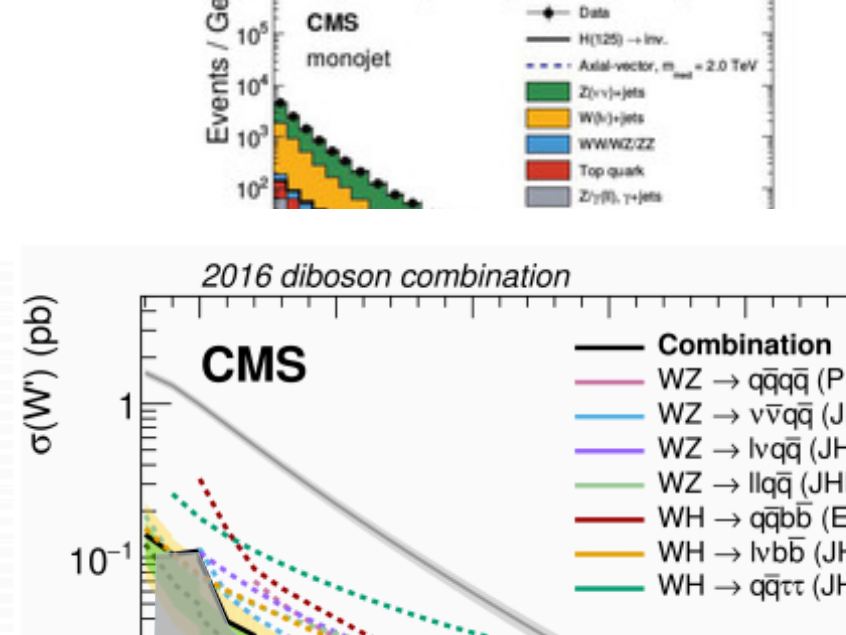 Events / Ge
10⁵
10⁴
10³
10²
CMS
monojet
Data
H(125) → inv.
Axial-vector, m_med = 2.0 TeV
Z(νν)+jets
W(lν)+jets
WW/WZ/ZZ
Top quark
Z/γ(ll), γ+jets
2016 diboson combination
σ(W') (pb)
1
10⁻¹
CMS
Combination
WZ → qq̅qq̅ (P
WZ → νν̅qq̅ (J
WZ → lνqq̅ (JH
WZ → llqq̅ (JH
WH → qq̅bb̅ (E
WH → lνbb̅ (JH
WH → qq̅ττ (JH